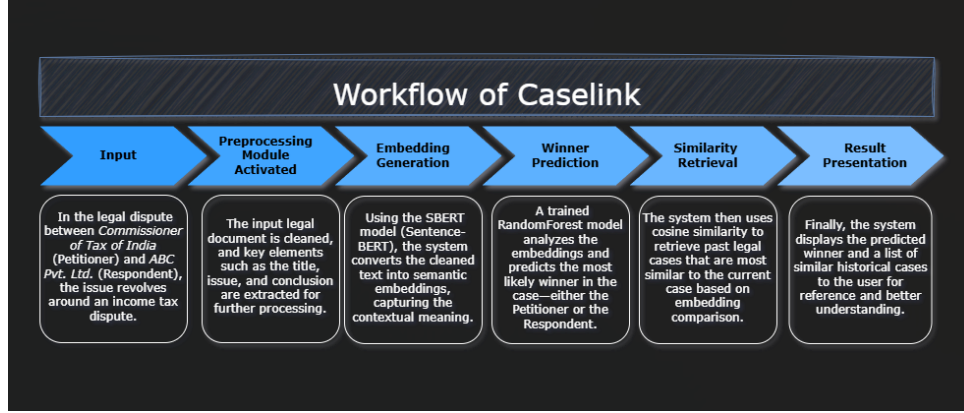 Workflow of Caselink
Input
Preprocessing
Module
Activated
Embedding
Generation
Winner
Prediction
Similarity
Retrieval
Result
Presentation
In the legal dispute
between Commissioner
of Tax of India
(Petitioner) and ABC
Pvt. Ltd. (Respondent),
the issue revolves
around an income tax
dispute.
The input legal
document is cleaned,
and key elements
such as the title,
issue, and conclusion
are extracted for
further processing.
Using the SBERT
model (Sentence-
BERT), the system
converts the cleaned
text into semantic
embeddings,
capturing the
contextual meaning.
A trained
RandomForest model
analyzes the
embeddings and
predicts the most
likely winner in the
case—either the
Petitioner or the
Respondent.
The system then uses
cosine similarity to
retrieve past legal
cases that are most
similar to the current
case based on
embedding
comparison.
Finally, the system
displays the predicted
winner and a list of
similar historical cases
to the user for
reference and better
understanding.